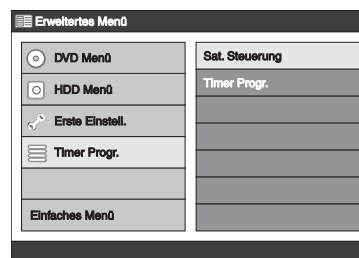 Erweitertes Menü
DVD Menü
HDD Menü
Erste Einstell.
Timer Progr.
Einfaches Menü
Sat. Steuerung
Timer Progr.